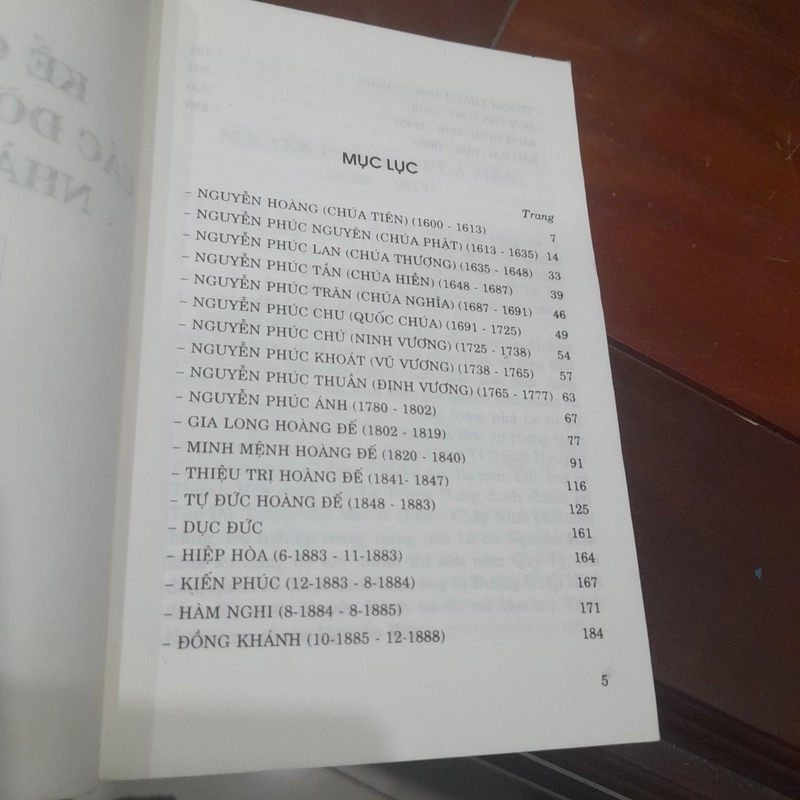 MỤC LỤC
Trang
– NGUYỄN HOÀNG (CHÚA TIÊN) (1600 - 1613) 7
– NGUYỄN PHÚC NGUYÊN (CHÚA PHẬT) (1613 - 1635) 14
– NGUYỄN PHÚC LAN (CHÚA THƯỢNG) (1635 - 1648) 33
– NGUYỄN PHÚC TẦN (CHÚA HIỀN) (1648 - 1687) 39
– NGUYỄN PHÚC TRĂN (CHÚA NGHĨA) (1687 - 1691) 46
– NGUYỄN PHÚC CHU (QUỐC CHÚA) (1691 - 1725) 49
– NGUYỄN PHÚC CHÚ (NINH VƯƠNG) (1725 - 1738) 54
– NGUYỄN PHÚC KHOÁT (VŨ VƯƠNG) (1738 - 1765) 57
– NGUYỄN PHÚC THUẦN (ĐỊNH VƯƠNG) (1765 - 1777) 63
– NGUYỄN PHÚC ÁNH (1780 - 1802) 67
– GIA LONG HOÀNG ĐẾ (1802 - 1819) 77
– MINH MỆNH HOÀNG ĐẾ (1820 - 1840) 91
– THIỆU TRỊ HOÀNG ĐẾ (1841- 1847) 116
– TỰ ĐỨC HOÀNG ĐẾ (1848 - 1883) 125
– DỤC ĐỨC 161
– HIỆP HÒA (6-1883 - 11-1883) 164
– KIẾN PHÚC (12-1883 - 8-1884) 167
– HÀM NGHI (8-1884 - 8-1885) 171
– ĐỒNG KHÁNH (10-1885 - 12-1888) 184
5